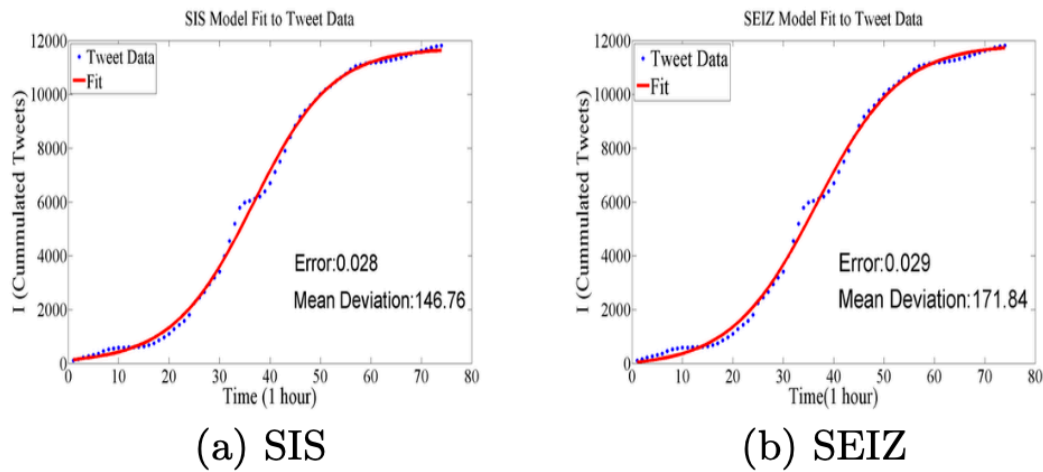 SIS Model Fit to Tweet Data
12000
10000
8000
6000
4000
2000
0
I (Cummulated Tweets)
Tweet Data
Fit
Error:0.028
Mean Deviation:146.76
0 10 20 30 40 50 60 70 80
Time (1 hour)
(a) SIS
SEIZ Model Fit to Tweet Data
12000
10000
8000
6000
4000
2000
0
I (Cummulated Tweets)
Tweet Data
Fit
Error:0.029
Mean Deviation:171.84
0 10 20 30 40 50 60 70 80
Time(1 hour)
(b) SEIZ